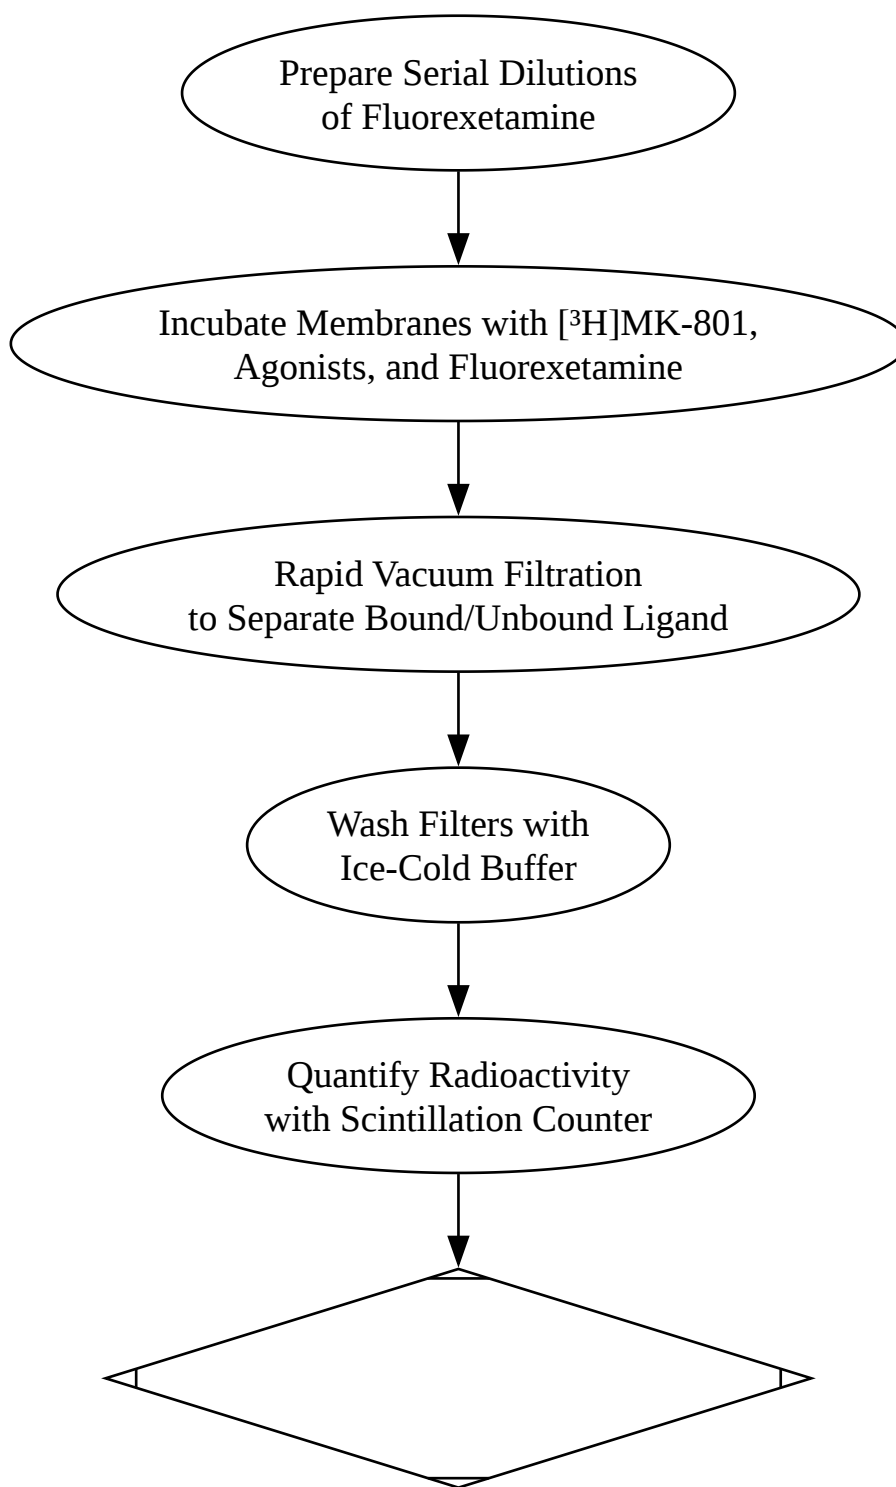 Prepare Serial Dilutions
of Fluorexetamine
Incubate Membranes with [³H]MK-801,
Agonists, and Fluorexetamine
Rapid Vacuum Filtration
to Separate Bound/Unbound Ligand
Wash Filters with
Ice-Cold Buffer
Quantify Radioactivity
with Scintillation Counter